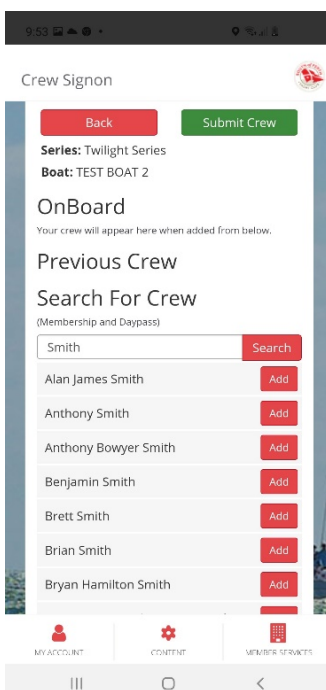 9:53
Crew Signon
Back
Submit Crew
Series: Twilight Series
Boat: TEST BOAT 2
OnBoard
Your crew will appear here when added from below.
Previous Crew
Search For Crew
(Membership and Daypass)
Smith
Search
Alan James Smith
Add
Anthony Smith
Add
Anthony Bowyer Smith
Add
Benjamin Smith
Add
Brett Smith
Add
Brian Smith
Add
Bryan Hamilton Smith
Add
MY ACCOUNT
CONTENT
MEMBER SERVICES